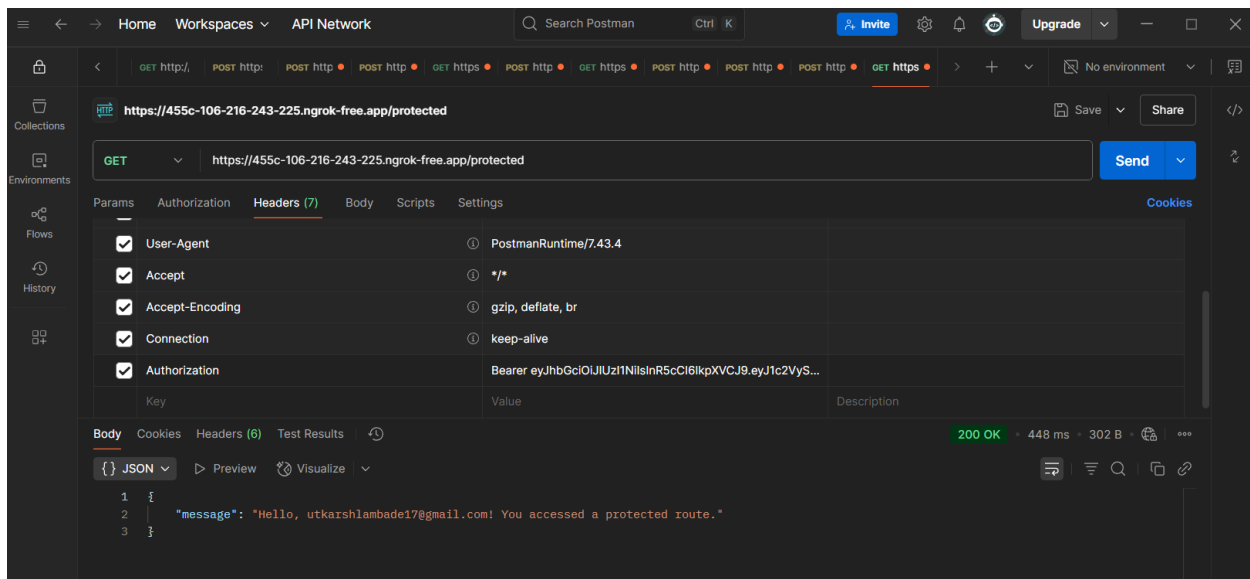 Home Workspaces API Network Search Postman Ctrl K Invite Upgrade
GET http:/, POST http: POST http POST http GET https POST http GET https POST http POST http POST http GET https No environment
HTTP https://455c-106-216-243-225.ngrok-free.app/protected Save Share
Collections
GET https://455c-106-216-243-225.ngrok-free.app/protected Send
Environments
Params Authorization Headers (7) Body Scripts Settings Cookies
Flows
User-Agent PostmanRuntime/7.43.4
Accept */*
History
Accept-Encoding gzip, deflate, br
Connection keep-alive
Authorization Bearer eyJhbGciOiJIUzI1NiIsInR5cCI6IkpXVCJ9.eyJ1c2VyS...
Key Value Description
Body Cookies Headers (6) Test Results 200 OK 448 ms 302 B
{} JSON Preview Visualize
1 {
2 "message": "Hello, utkarshlambade17@gmail.com! You accessed a protected route."
3 }